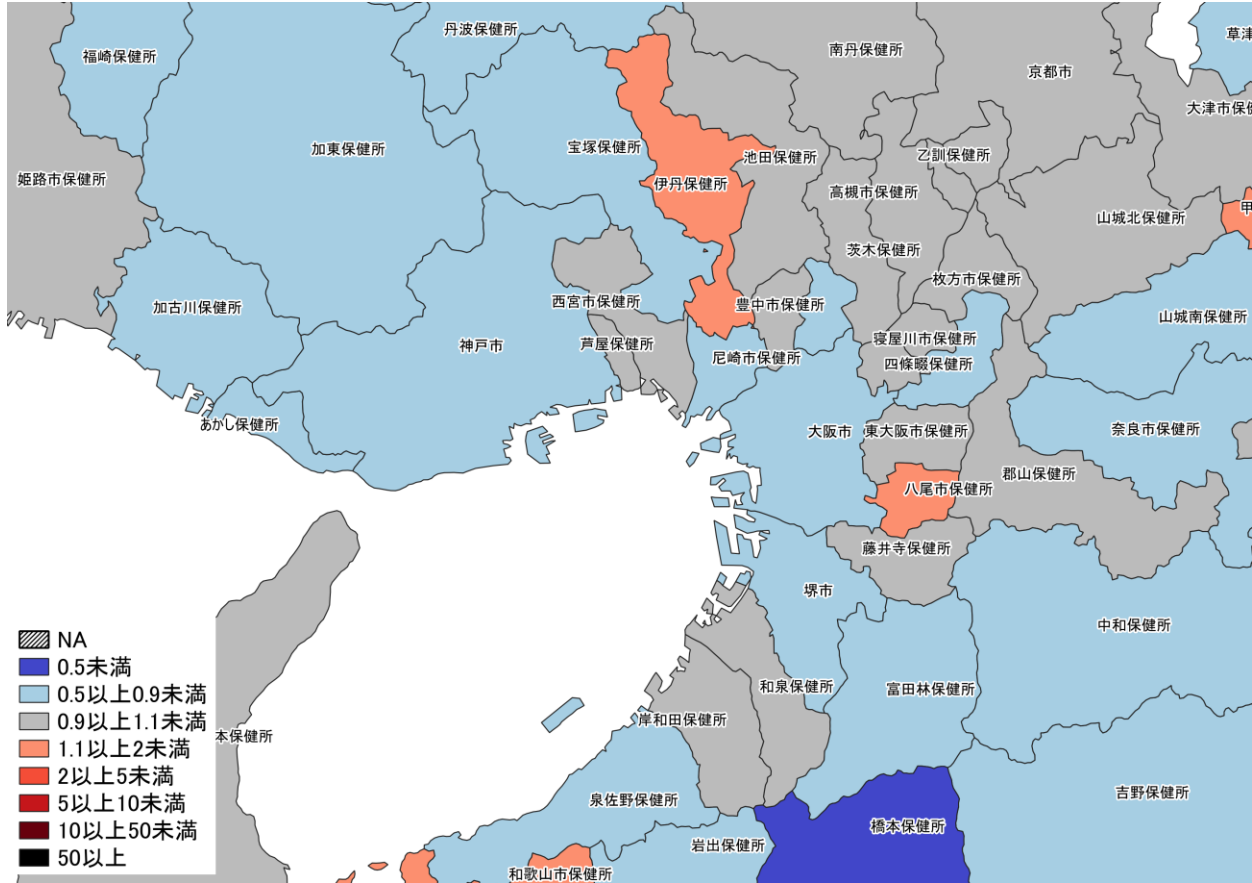 丹波保健所
草津
南丹保健所
福崎保健所
京都市
大津市保健
加東保健所
宝塚保健所
池田保健所
乙訓保健所
姫路市保健所
伊丹保健所
高槻市保健所
山城北保健所
甲
茨木保健所
枚方市保健所
加古川保健所
西宮市保健所
豊中市保健所
山城南保健所
神戸市
芦屋保健所
寝屋川市保健所
尼崎市保健所
四條畷保健所
あかし保健所
大阪市
東大阪市保健所
奈良市保健所
八尾市保健所
郡山保健所
藤井寺保健所
堺市
中和保健所
和泉保健所
富田林保健所
岸和田保健所
本保健所
泉佐野保健所
吉野保健所
橋本保健所
岩出保健所
和歌山市保健所
NA
0.5未満
0.5以上0.9未満
0.9以上1.1未満
1.1以上2未満
2以上5未満
5以上10未満
10以上50未満
50以上